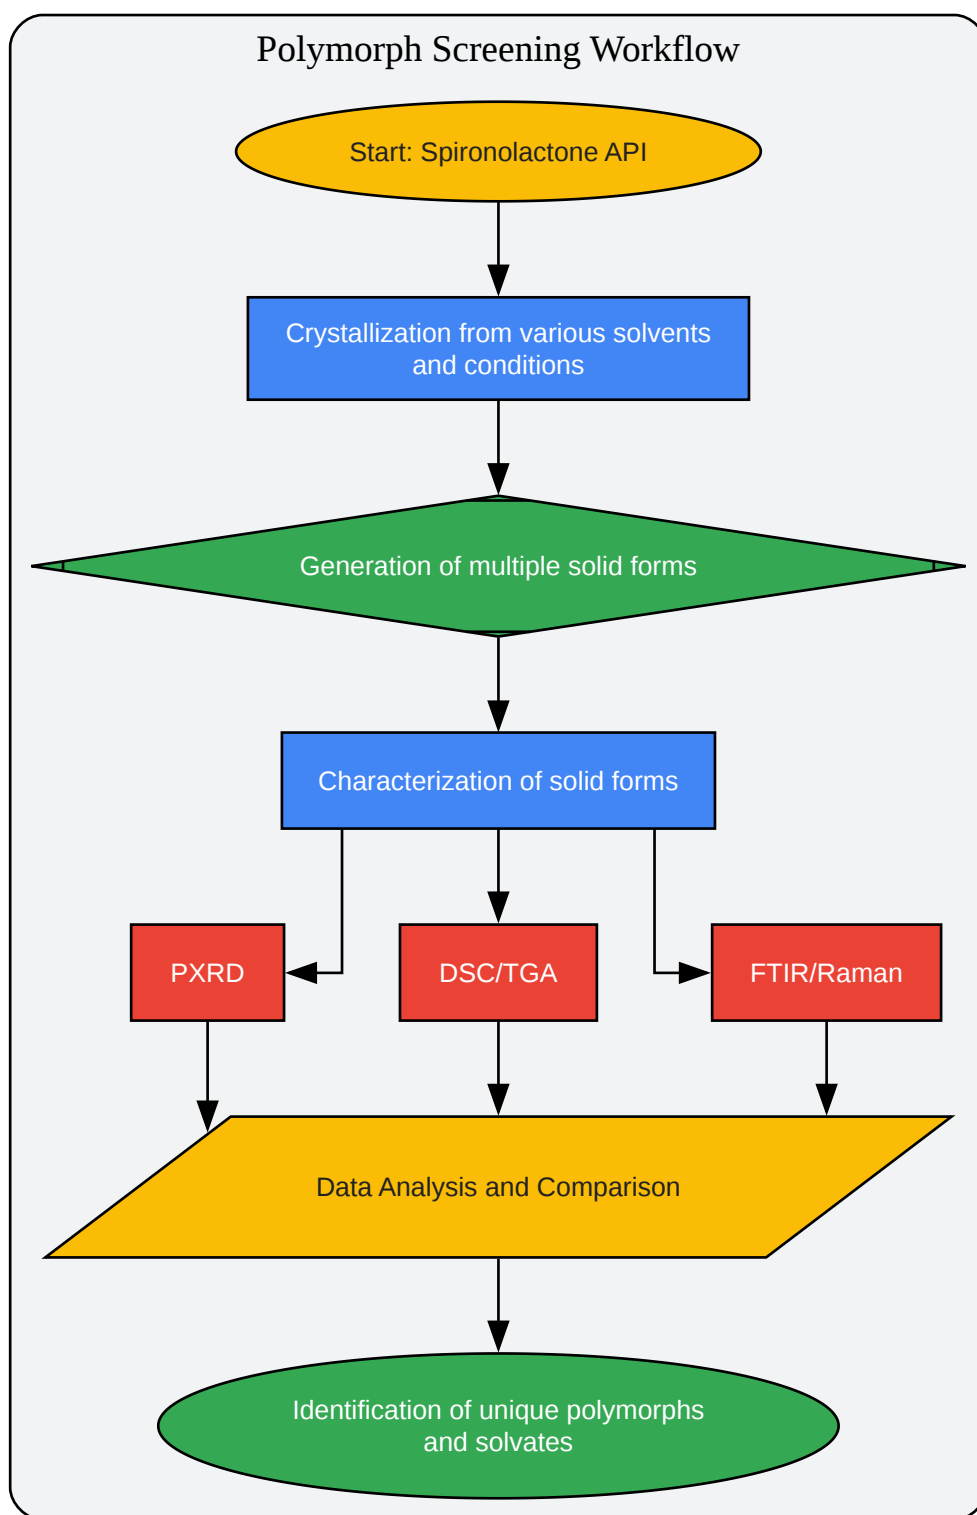 Polymorph Screening Workflow
Start: Spironolactone API
Crystallization from various solvents
and conditions
Generation of multiple solid forms
Characterization of solid forms
PXRD
DSC/TGA
FTIR/Raman
Data Analysis and Comparison
Identification of unique polymorphs
and solvates